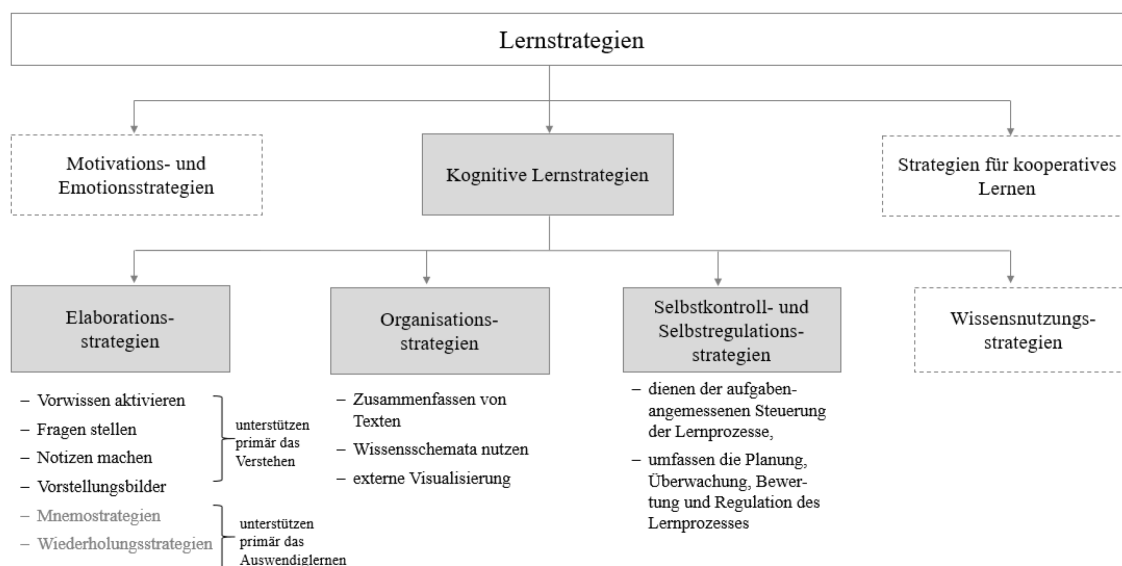 Lernstrategien
Motivations- und
Emotionsstrategien
Kognitive Lernstrategien
Strategien für kooperatives
Lernen
Elaborations-
strategien
Organisations-
strategien
Selbstkontroll- und
Selbstregulations-
strategien
Wissensnutzungs-
strategien
– Vorwissen aktivieren
– Fragen stellen
– Notizen machen
– Vorstellungsbilder
– Mnemostrategien
– Wiederholungsstrategien
unterstützen
primär das
Verstehen
unterstützen
primär das
Auswendiglernen
– Zusammenfassen von
Texten
– Wissensschemata nutzen
– externe Visualisierung
– dienen der aufgaben-
angemessenen Steuerung
der Lernprozesse,
– umfassen die Planung,
Überwachung, Bewer-
tung und Regulation des
Lernprozesses